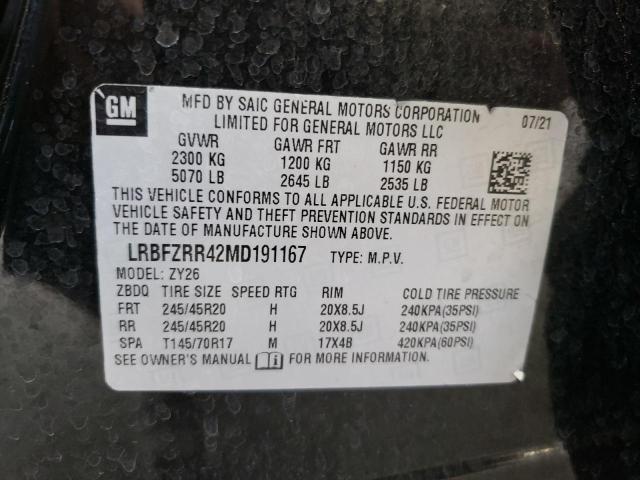 GM
MFD BY SAIC GENERAL MOTORS CORPORATION
LIMITED FOR GENERAL MOTORS LLC
07/21
GVWR GAWR FRT GAWR RR
2300 KG 1200 KG 1150 KG
5070 LB 2645 LB 2535 LB
THIS VEHICLE CONFORMS TO ALL APPLICABLE U.S. FEDERAL MOTOR
VEHICLE SAFETY AND THEFT PREVENTION STANDARDS IN EFFECT ON
THE DATE OF MANUFACTURE SHOWN ABOVE.
LRBFZRR42MD191167 TYPE: M.P.V.
MODEL: ZY26
ZBDQ TIRE SIZE SPEED RTG RIM COLD TIRE PRESSURE
FRT 245/45R20 H 20X8.5J 240KPA(35PSI)
RR 245/45R20 H 20X8.5J 240KPA(35PSI)
SPA T145/70R17 M 17X4B 420KPA(60PSI)
SEE OWNER'S MANUAL FOR MORE INFORMATION.